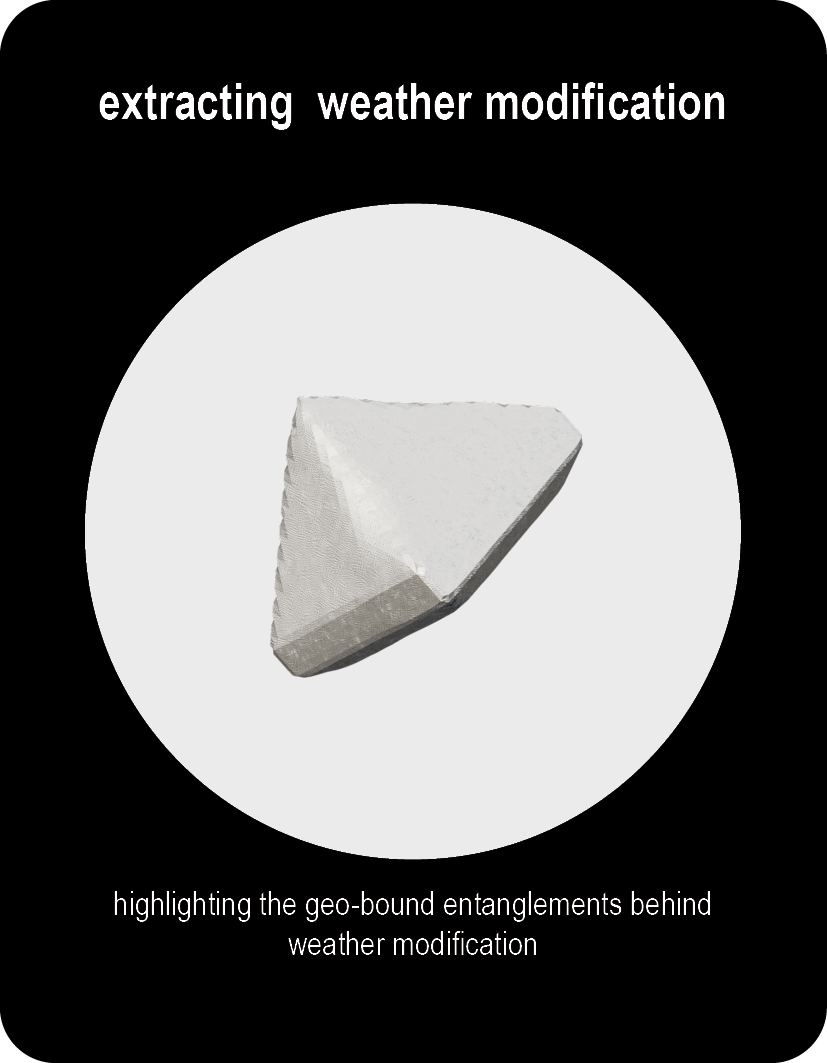 extracting  weather modification
highlighting the geo-bound entanglements behind
weather modification